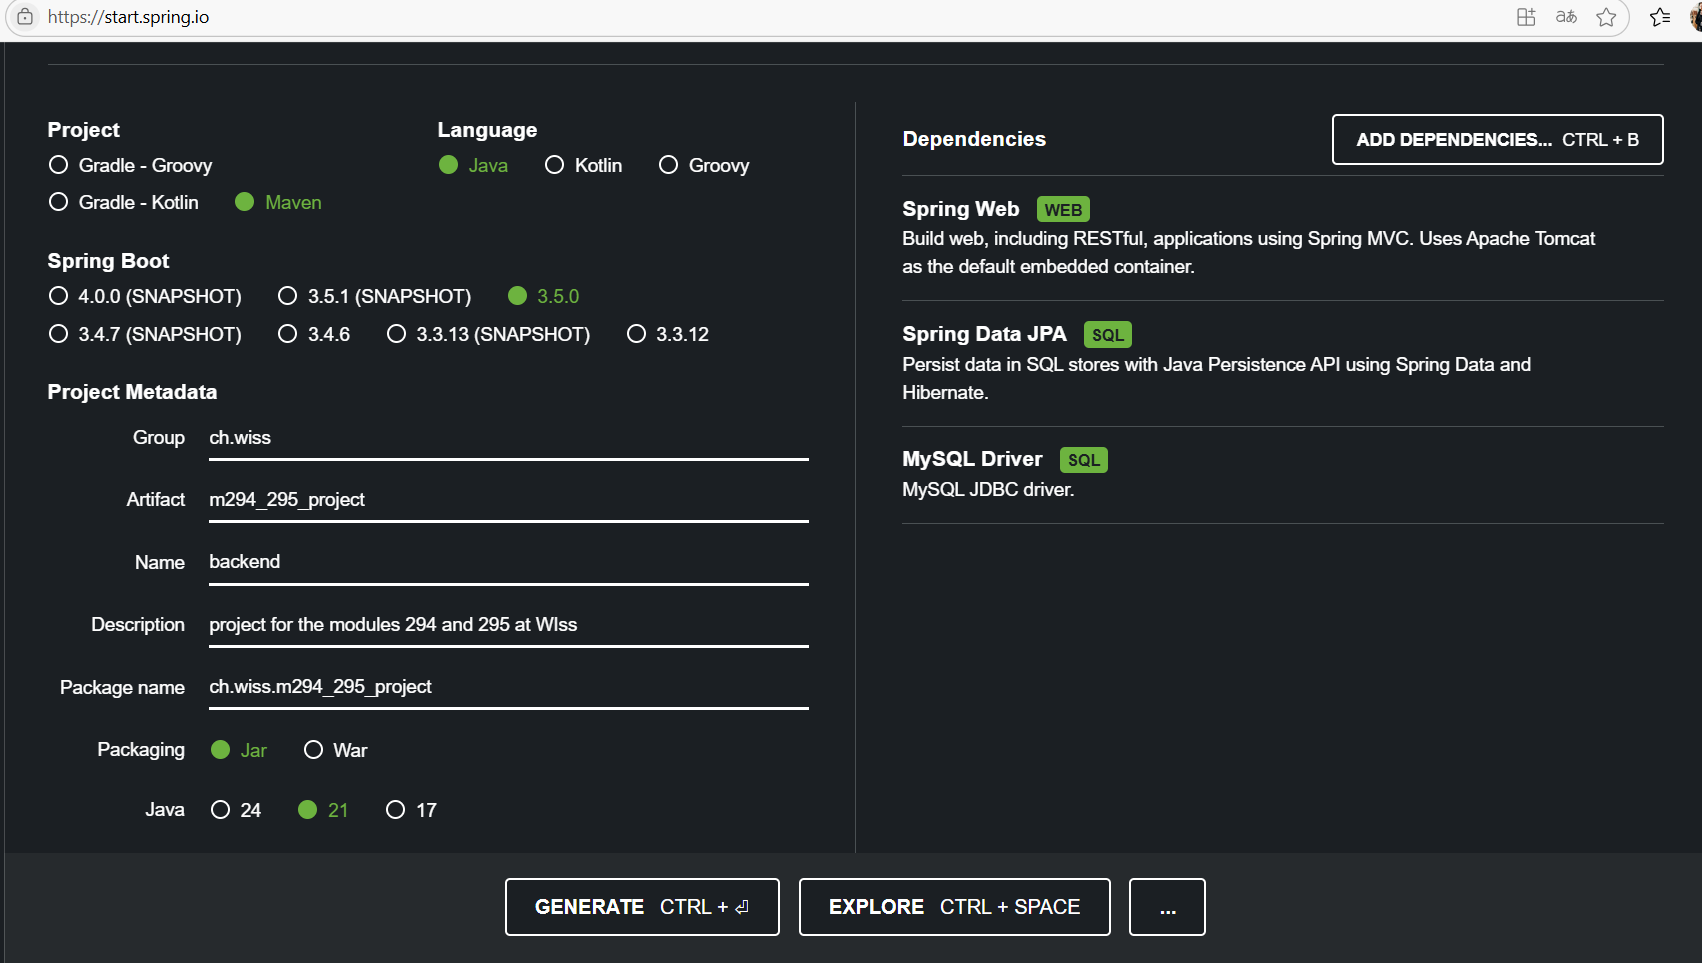 https://start.spring.io
Project
Gradle - Groovy
Gradle - Kotlin Maven
Language
Java Kotlin Groovy
Spring Boot
4.0.0 (SNAPSHOT) 3.5.1 (SNAPSHOT) 3.5.0
3.4.7 (SNAPSHOT) 3.4.6 3.3.13 (SNAPSHOT) 3.3.12
Project Metadata
Group ch.wiss
Artifact m294_295_project
Name backend
Description project for the modules 294 and 295 at WIss
Package name ch.wiss.m294_295_project
Packaging Jar War
Java 24 21 17
Dependencies
ADD DEPENDENCIES... CTRL + B
Spring Web WEB
Build web, including RESTful, applications using Spring MVC. Uses Apache Tomcat
as the default embedded container.
Spring Data JPA SQL
Persist data in SQL stores with Java Persistence API using Spring Data and
Hibernate.
MySQL Driver SQL
MySQL JDBC driver.
GENERATE CTRL + ⏎
EXPLORE CTRL + SPACE
...